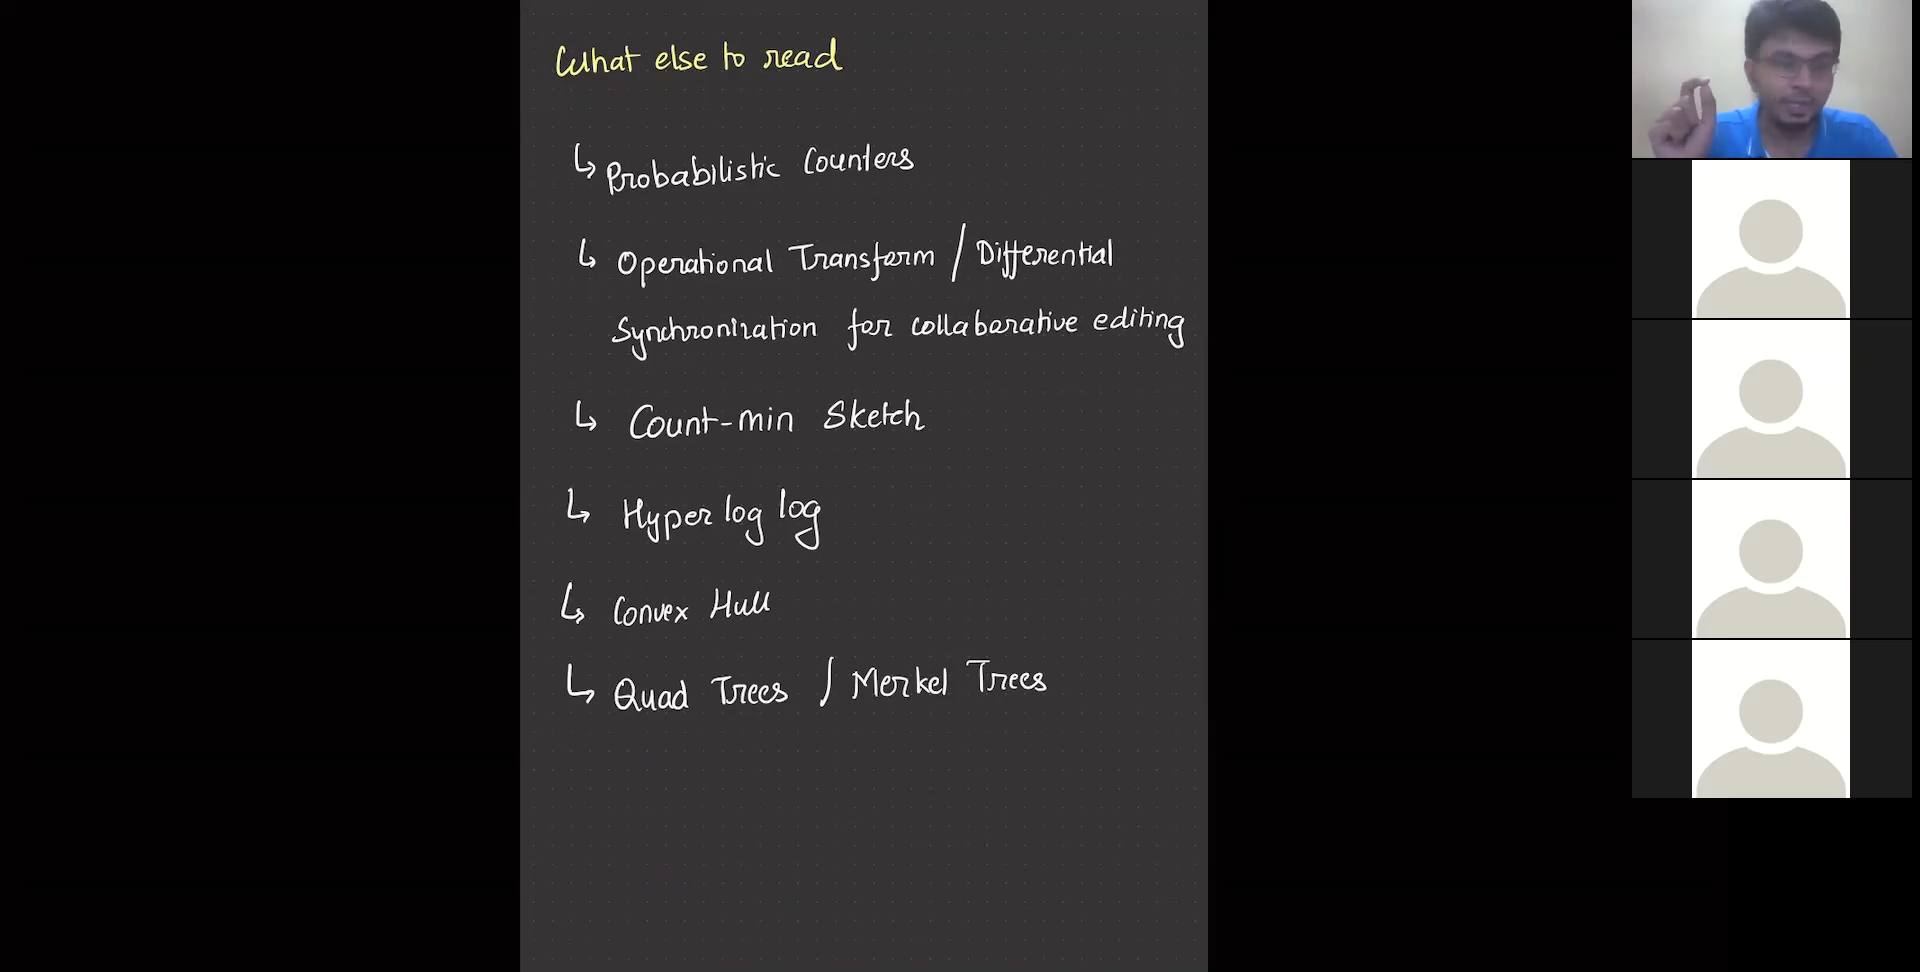 What else to read
↳ Probabilistic Counters
↳ Operational Transform / Differential
Synchronization for collaborative editing
↳ Count-min Sketch
↳ Hyper log log
↳ Convex Hull
↳ Quad Trees / Merkel Trees